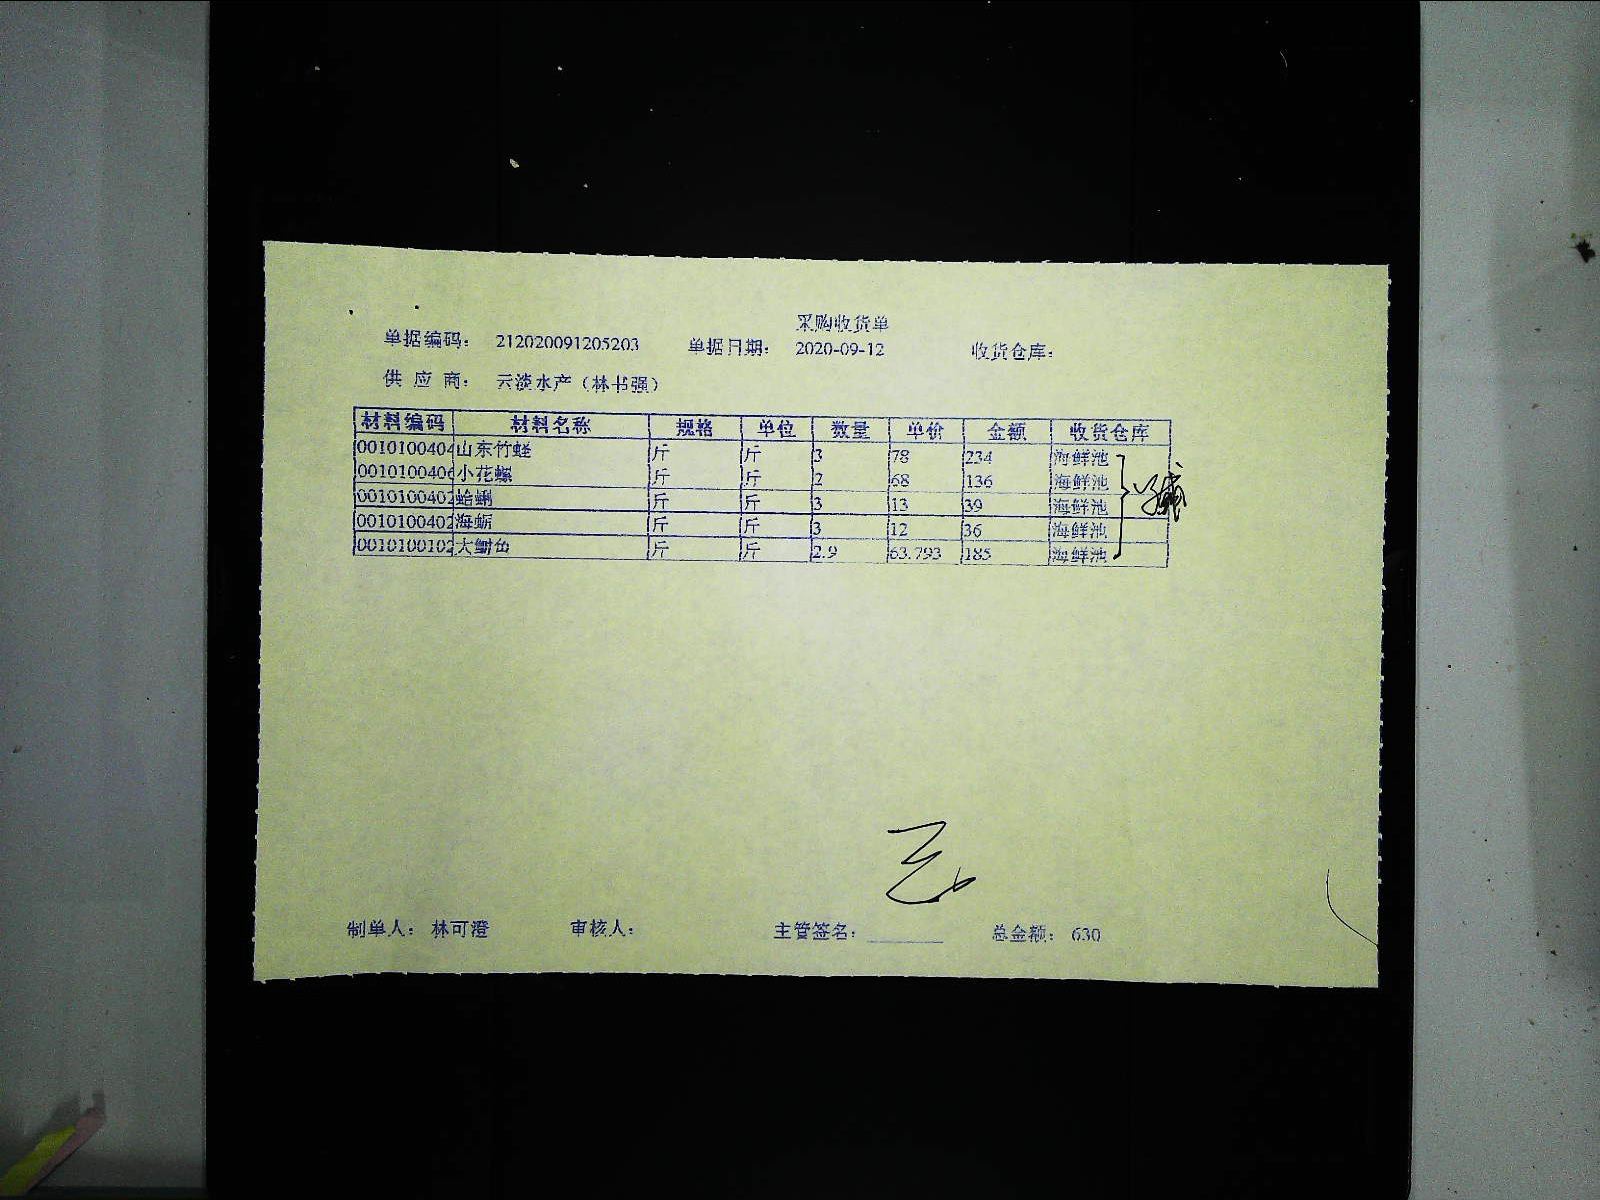 采购收货单
单据编码： 212020091205203 单据日期： 2020-09-12 收货仓库：
供 应 商： 云淡水产（林书强）
材料编码 材料名称 规格 单位 数量 单价 金额 收货仓库
0010100404 山东竹蛏 斤 斤 3 78 234 海鲜池
0010100406 小花螺 斤 斤 2 68 136 海鲜池
0010100402 蛤蜊 斤 斤 3 13 39 海鲜池
0010100402 海蛎 斤 斤 3 12 36 海鲜池
0010100102 大鲥鱼 斤 斤 2.9 63.793 185 海鲜池
制单人： 林可澄 审核人： 主管签名： 总金额： 630